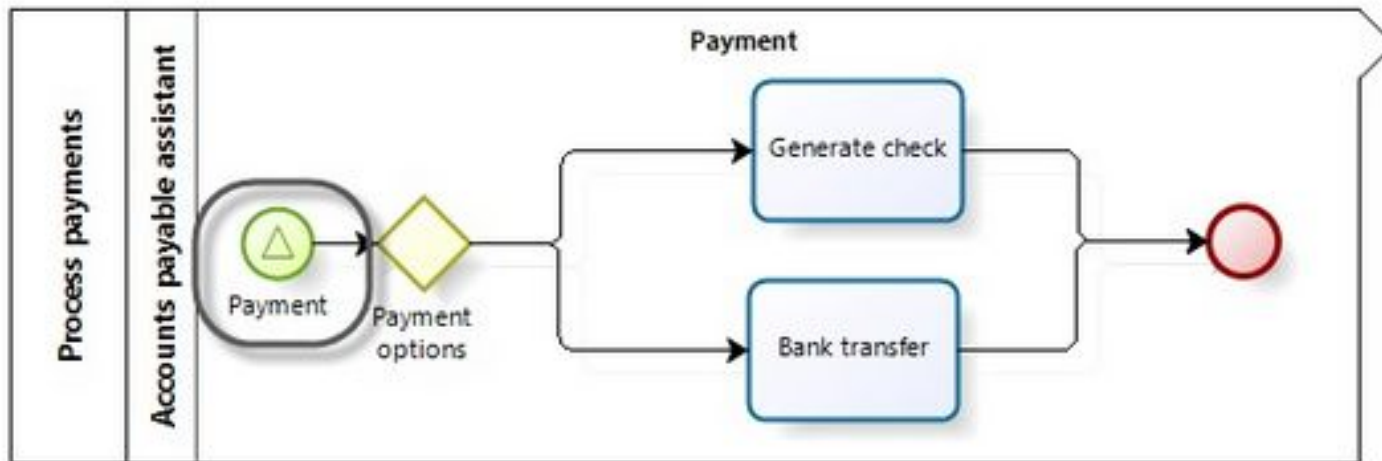 Process payments
Accounts payable assistant
Payment
Payment
Payment
options
Generate check
Bank transfer